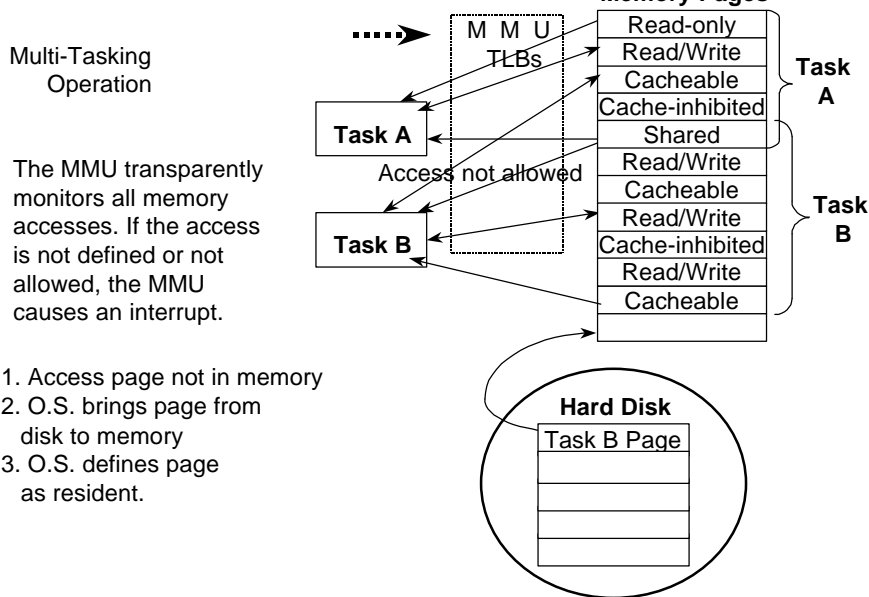 Memory Pages
Multi-Tasking
Operation
M M U
TLBs
Read-only
Read/Write
Cacheable
Cache-inhibited
Shared
Read/Write
Cacheable
Read/Write
Cache-inhibited
Read/Write
Cacheable
Task
A
Task
B
Task A
Access not allowed
Task B
The MMU transparently
monitors all memory
accesses. If the access
is not defined or not
allowed, the MMU
causes an interrupt.
1. Access page not in memory
2. O.S. brings page from
disk to memory
3. O.S. defines page
as resident.
Hard Disk
Task B Page